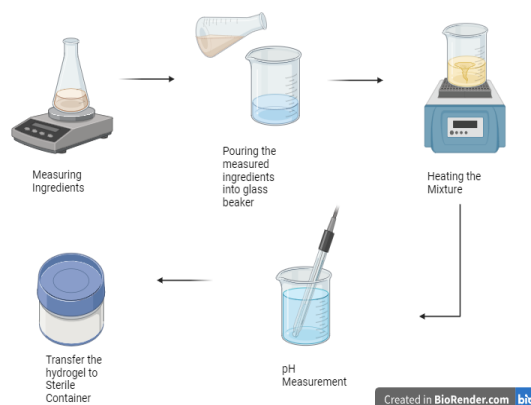 Measuring
Ingredients
Pouring the
measured
ingredients
into glass
beaker
Heating the
Mixture
Transfer the
hydrogel to
Sterile
Container
pH
Measurement
Created in BioRender.com